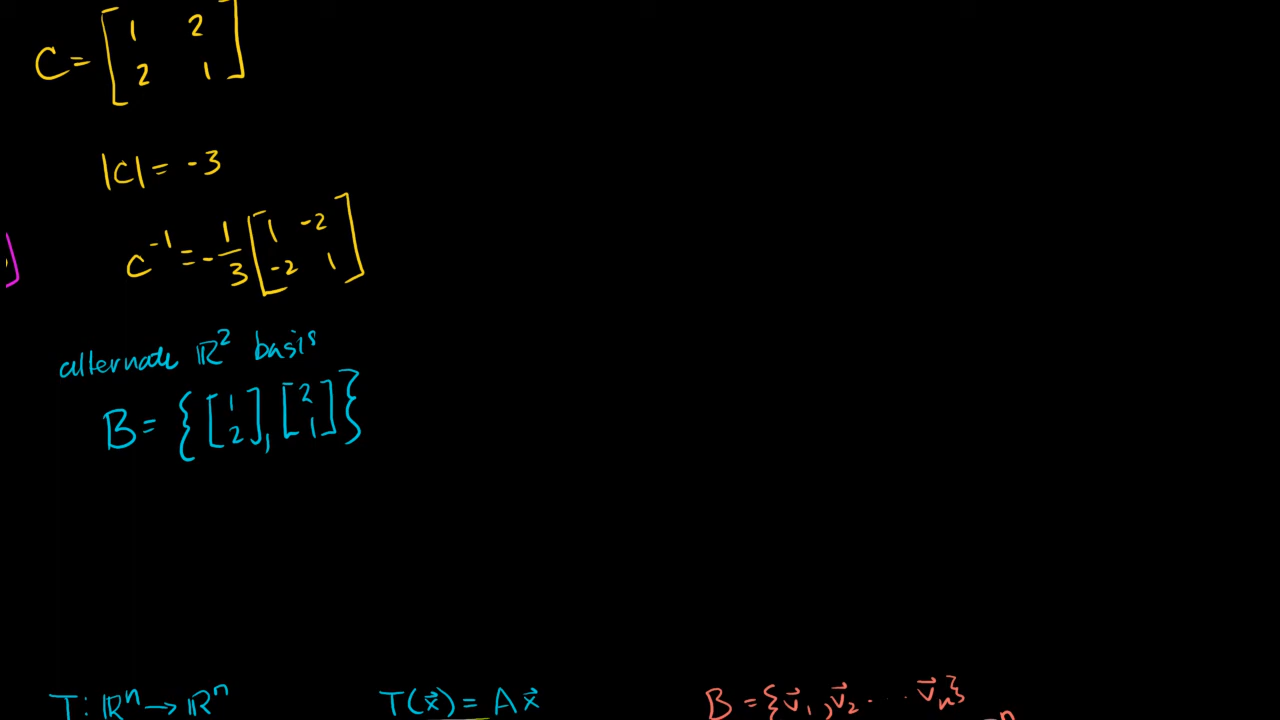 C = [1 2; 2 1]
|C| = -3
C⁻¹ = -1/3 [1 -2; -2 1]
alternate ℝ² basis
B = {[1; 2], [2; 1]}
T: ℝⁿ → ℝⁿ
T(x⃗) = Ax⃗
B = {v⃗₁, v⃗₂ ... v⃗ₙ}
n